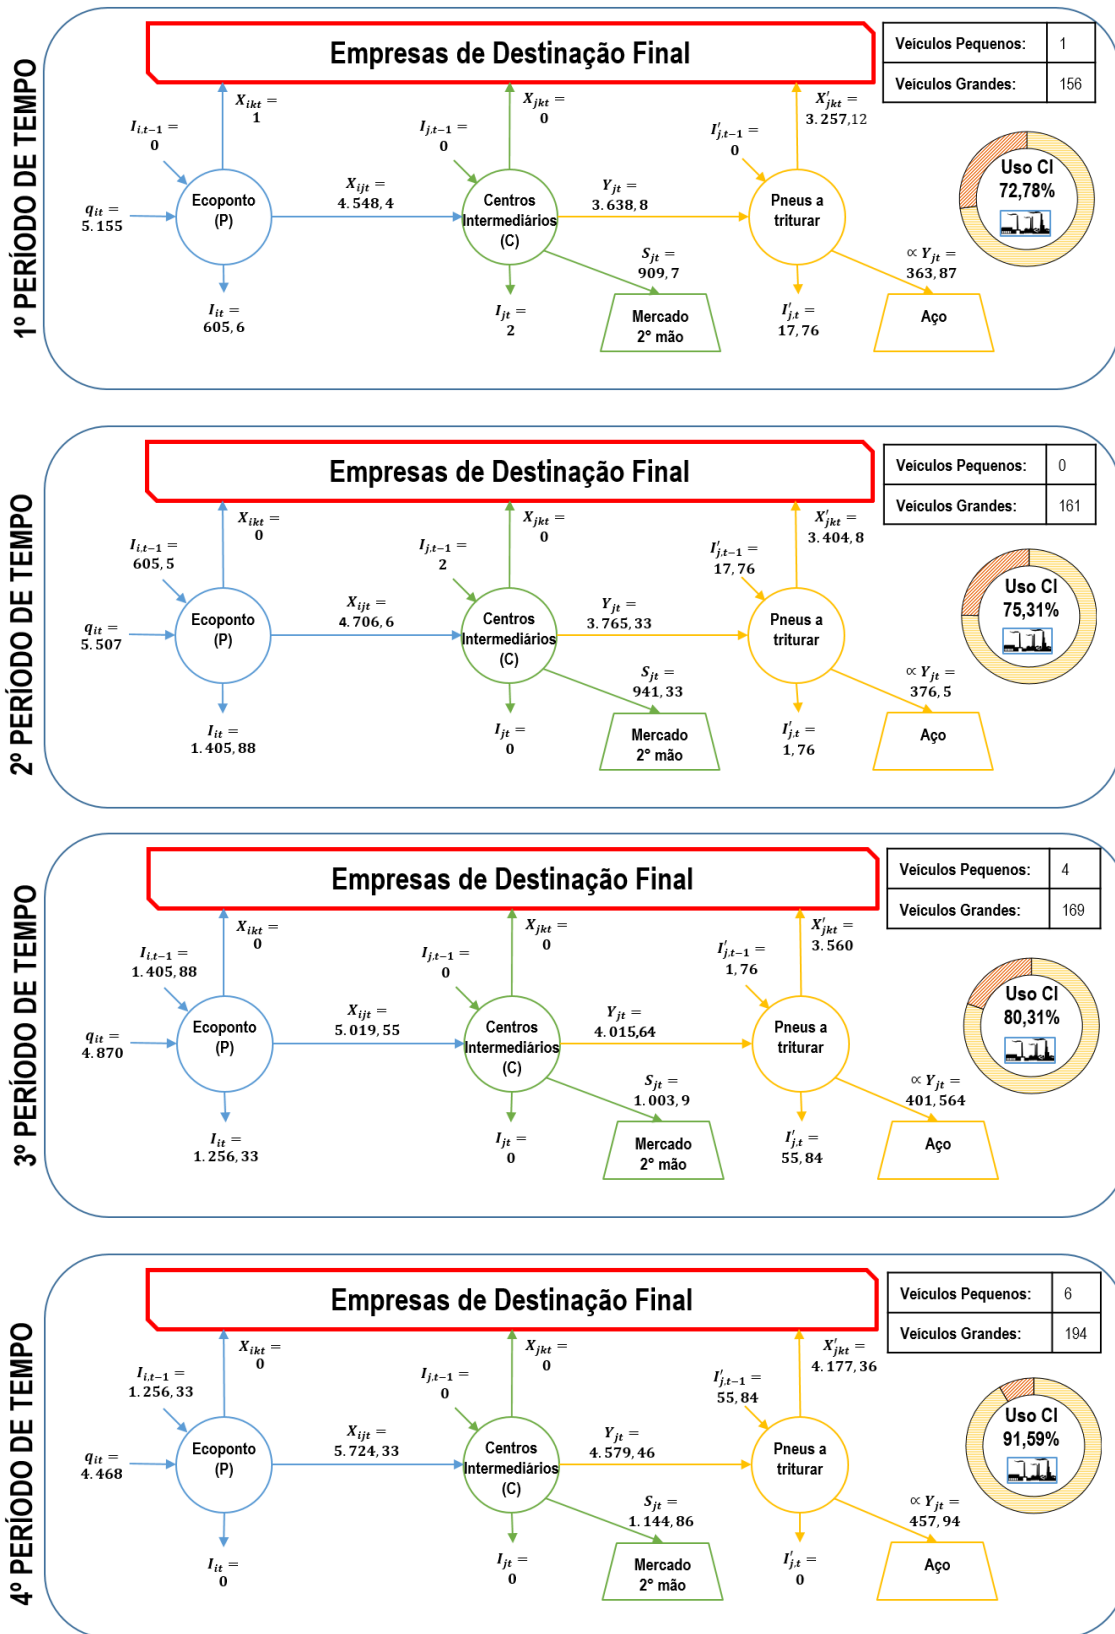 1º PERÍODO DE TEMPO
Empresas de Destinação Final
Veículos Pequenos: 1
Veículos Grandes: 156
X_ikt =
1
X_jkt =
0
X'_jkt =
3.257,12
I_i,t−1 =
0
I_j,t−1 =
0
I'_j,t−1 =
0
q_it =
5.155
Ecoponto
(P)
X_ijt =
4.548,4
Centros
Intermediários
(C)
Y_jt =
3.638,8
Pneus a
triturar
Uso CI
72,78%
S_jt =
909,7
∝ Y_jt =
363,87
I_it =
605,6
I_jt =
2
Mercado
2° mão
I'_j,t =
17,76
Aço
2º PERÍODO DE TEMPO
Empresas de Destinação Final
Veículos Pequenos: 0
Veículos Grandes: 161
X_ikt =
0
X_jkt =
0
X'_jkt =
3.404,8
I_i,t−1 =
605,5
I_j,t−1 =
2
I'_j,t−1 =
17,76
q_it =
5.507
Ecoponto
(P)
X_ijt =
4.706,6
Centros
Intermediários
(C)
Y_jt =
3.765,33
Pneus a
triturar
Uso CI
75,31%
S_jt =
941,33
∝ Y_jt =
376,5
I_it =
1.405,88
I_jt =
0
Mercado
2° mão
I'_j,t =
1,76
Aço
3º PERÍODO DE TEMPO
Empresas de Destinação Final
Veículos Pequenos: 4
Veículos Grandes: 169
X_ikt =
0
X_jkt =
0
X'_jkt =
3.560
I_i,t−1 =
1.405,88
I_j,t−1 =
0
I'_j,t−1 =
1,76
q_it =
4.870
Ecoponto
(P)
X_ijt =
5.019,55
Centros
Intermediários
(C)
Y_jt =
4.015,64
Pneus a
triturar
Uso CI
80,31%
S_jt =
1.003,9
∝ Y_jt =
401,564
I_it =
1.256,33
I_jt =
0
Mercado
2° mão
I'_j,t =
55,84
Aço
4º PERÍODO DE TEMPO
Empresas de Destinação Final
Veículos Pequenos: 6
Veículos Grandes: 194
X_ikt =
0
X_jkt =
0
X'_jkt =
4.177,36
I_i,t−1 =
1.256,33
I_j,t−1 =
0
I'_j,t−1 =
55,84
q_it =
4.468
Ecoponto
(P)
X_ijt =
5.724,33
Centros
Intermediários
(C)
Y_jt =
4.579,46
Pneus a
triturar
Uso CI
91,59%
S_jt =
1.144,86
∝ Y_jt =
457,94
I_it =
0
I_jt =
0
Mercado
2° mão
I'_j,t =
0
Aço